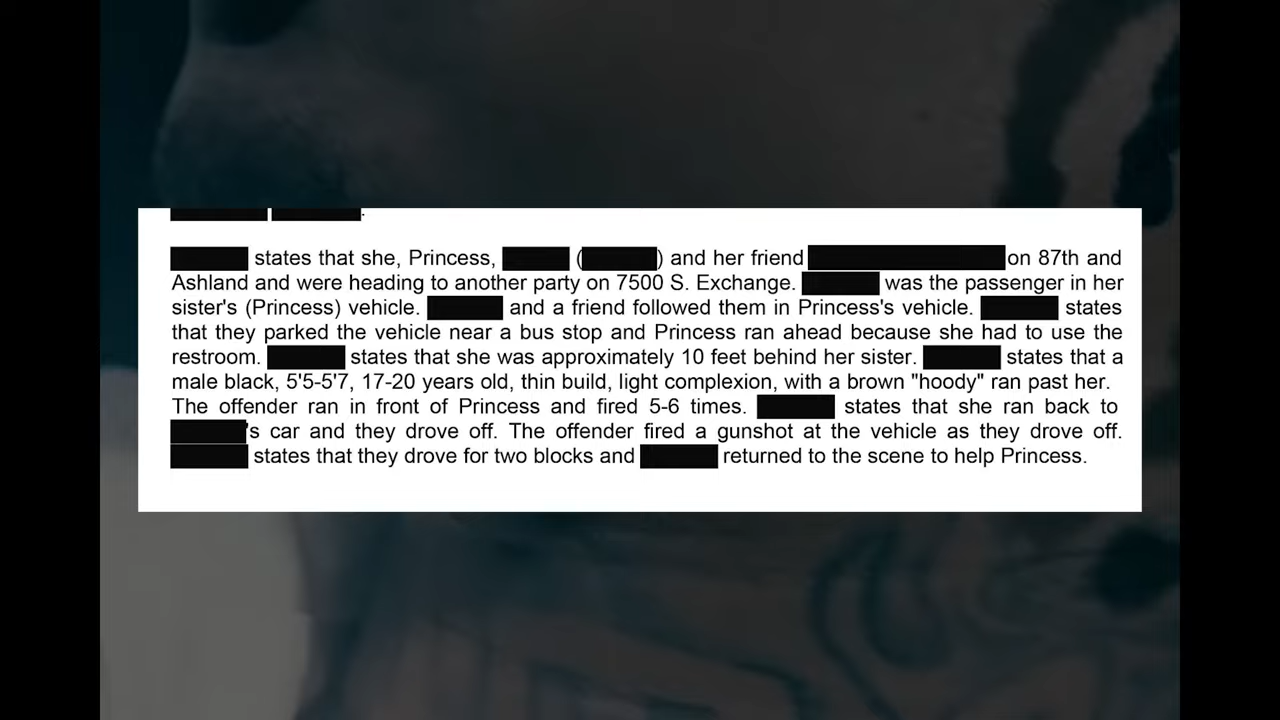 .
states that she, Princess, ( ) and her friend on 87th and
Ashland and were heading to another party on 7500 S. Exchange. was the passenger in her
sister's (Princess) vehicle. and a friend followed them in Princess's vehicle. states
that they parked the vehicle near a bus stop and Princess ran ahead because she had to use the
restroom. states that she was approximately 10 feet behind her sister. states that a
male black, 5'5-5'7, 17-20 years old, thin build, light complexion, with a brown "hoody" ran past her.
The offender ran in front of Princess and fired 5-6 times. states that she ran back to
's car and they drove off. The offender fired a gunshot at the vehicle as they drove off.
states that they drove for two blocks and returned to the scene to help Princess.